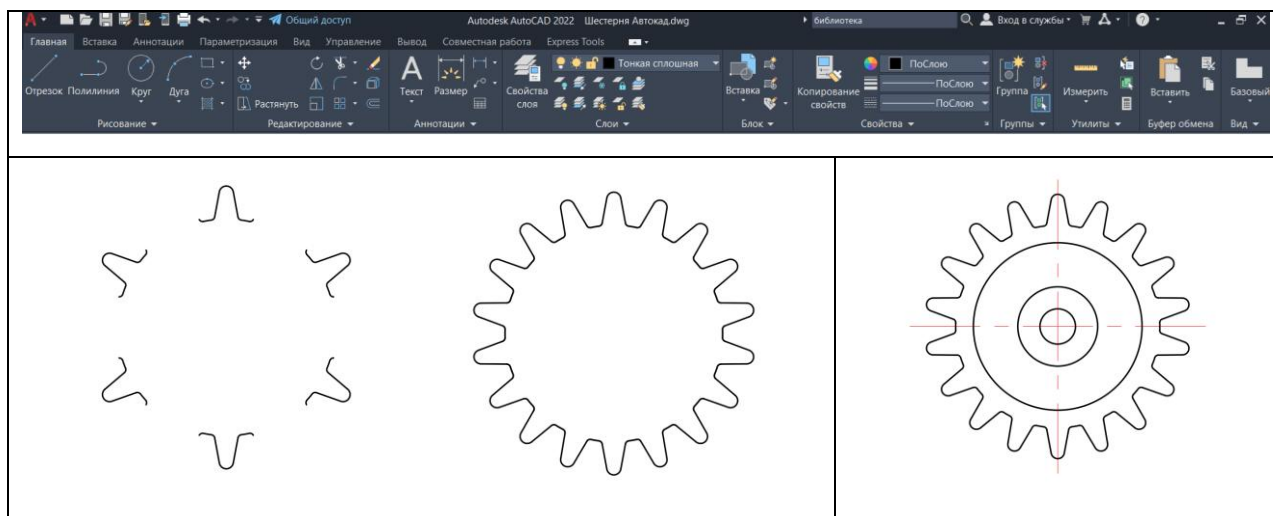 Общий доступ Autodesk AutoCAD 2022 Шестерня Автокад.dwg библиотека Вход в службы
Главная Вставка Аннотации Параметризация Вид Управление Вывод Совместная работа Express Tools
Тонкая сплошная ПоСлою
Отрезок Полилиния Круг Дуга Растянуть Текст Размер Свойства слоя Вставка Копирование свойств ПоСлою ПоСлою Группа Измерить Вставить Базовый
Рисование Редактирование Аннотации Слои Блок Свойства Группы Утилиты Буфер обмена Вид